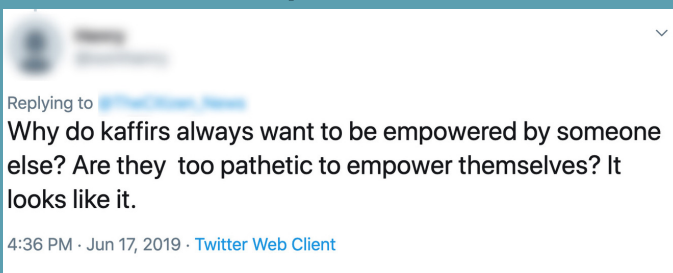 Replying to
Why do kaffirs always want to be empowered by someone
else? Are they too pathetic to empower themselves? It
looks like it.
4:36 PM · Jun 17, 2019 · Twitter Web Client